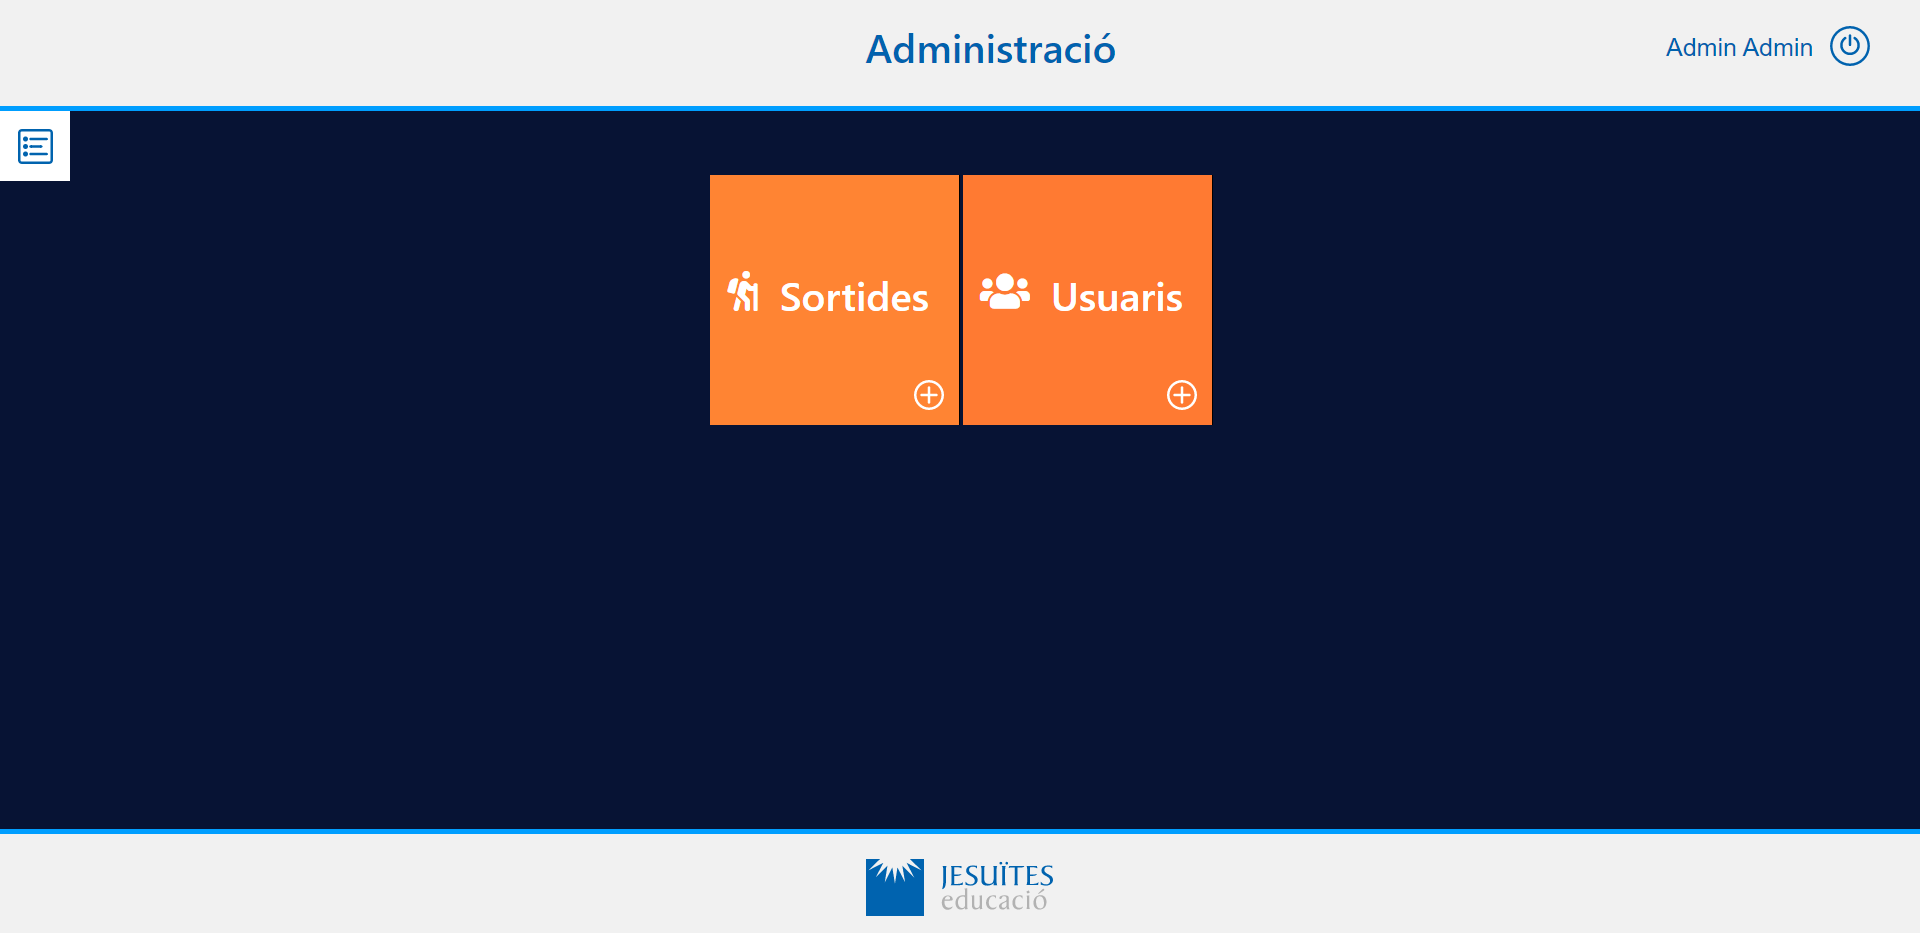 Administració
Admin Admin
Sortides
Usuaris
JESUÏTES
educació